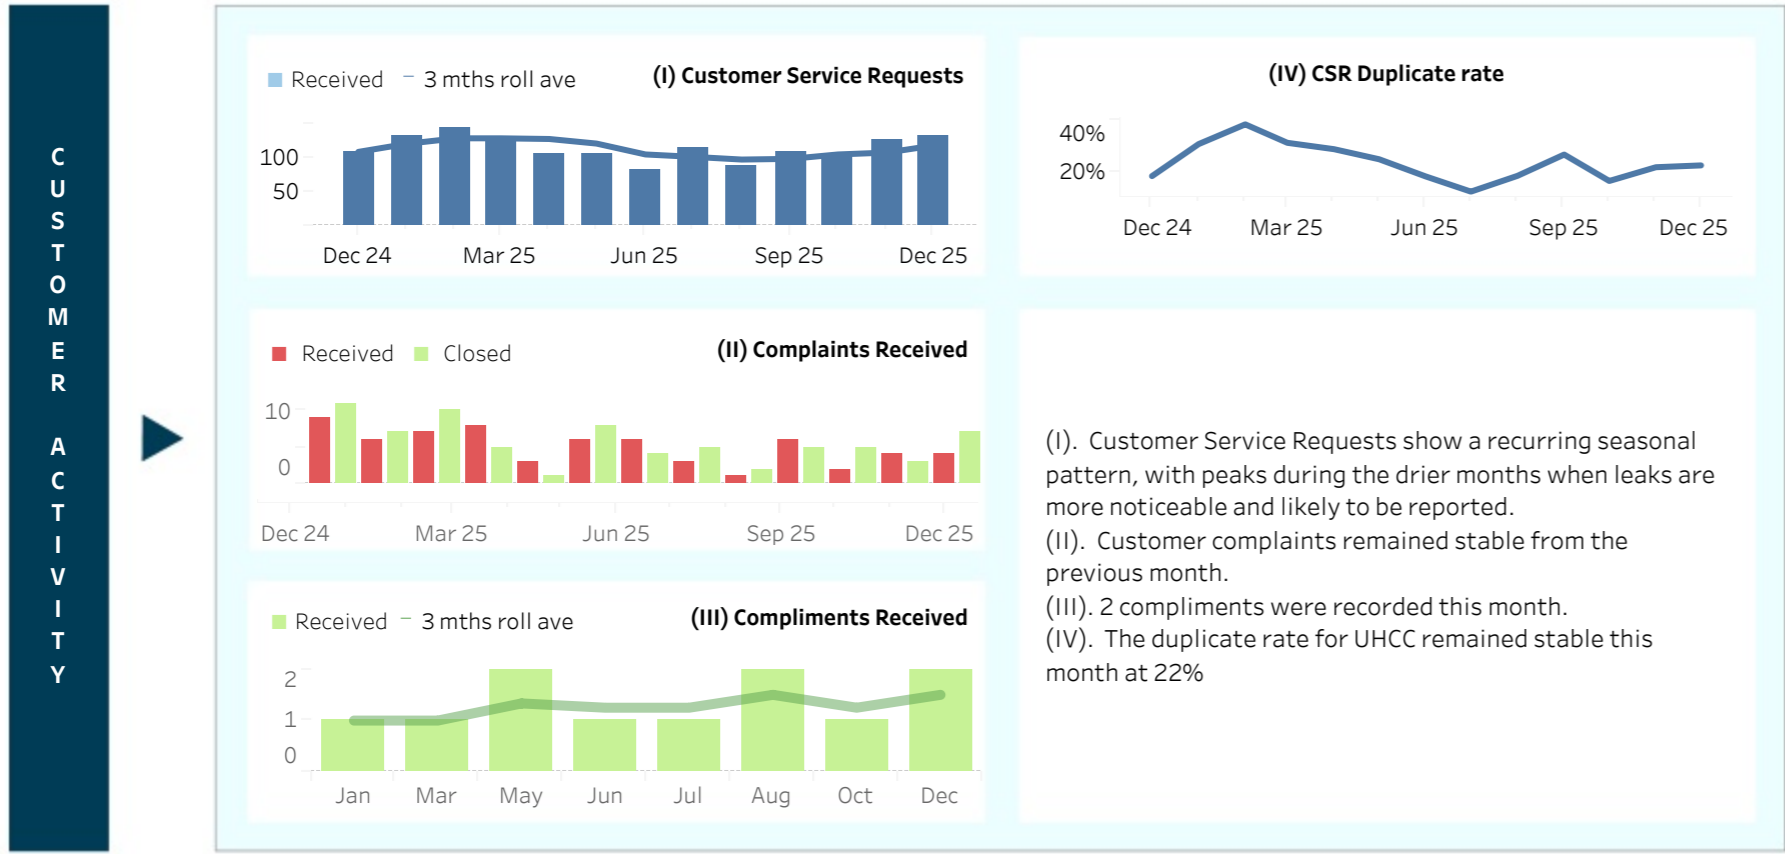 CUSTOMER ACTIVITY
Received 3 mths roll ave (I) Customer Service Requests
100
50
Dec 24 Mar 25 Jun 25 Sep 25 Dec 25
(IV) CSR Duplicate rate
40%
20%
Dec 24 Mar 25 Jun 25 Sep 25 Dec 25
Received Closed (II) Complaints Received
10
0
Dec 24 Mar 25 Jun 25 Sep 25 Dec 25
Received 3 mths roll ave (III) Compliments Received
2
1
0
Jan Mar May Jun Jul Aug Oct Dec
(I). Customer Service Requests show a recurring seasonal
pattern, with peaks during the drier months when leaks are
more noticeable and likely to be reported.
(II). Customer complaints remained stable from the
previous month.
(III). 2 compliments were recorded this month.
(IV). The duplicate rate for UHCC remained stable this
month at 22%